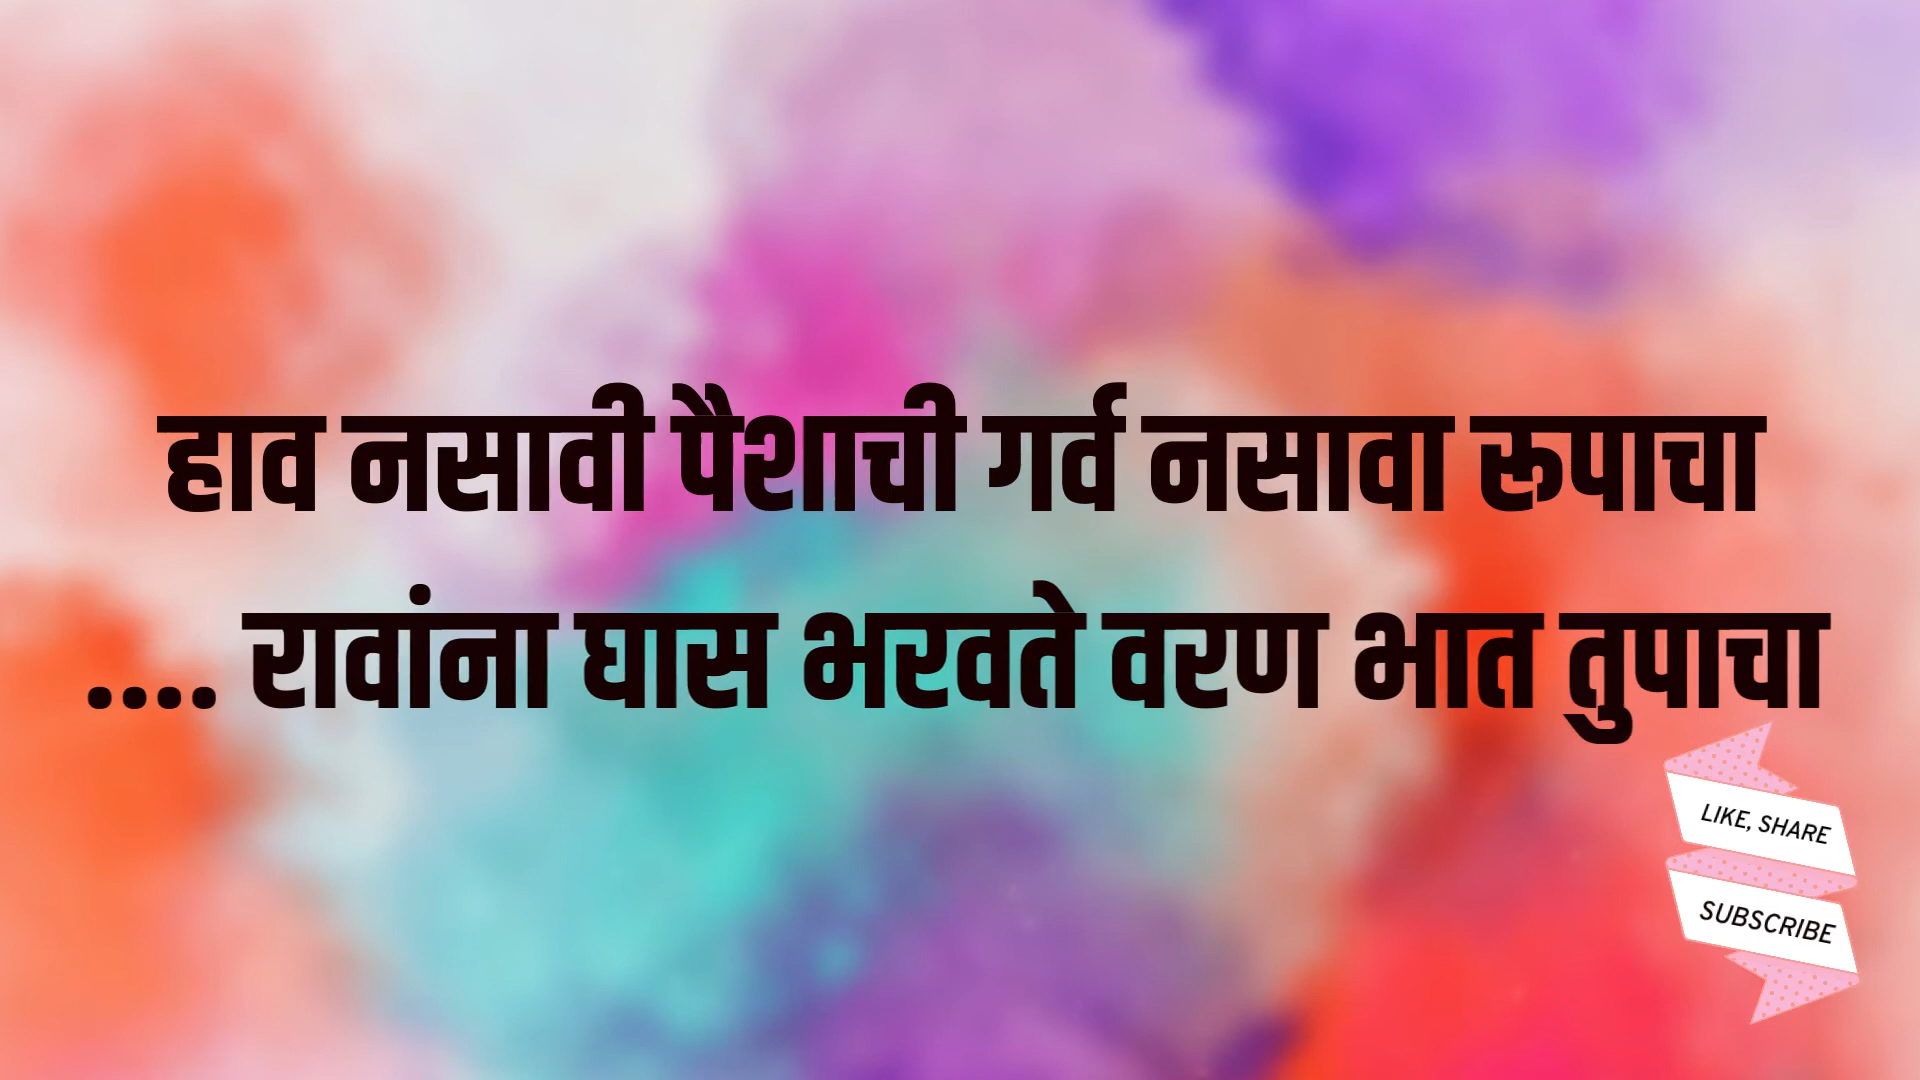 हाव नसावी पैशाची गर्व नसावा रूपाचा
.... रावांना घास भरवते वरण भात तुपाचा
LIKE, SHARE
SUBSCRIBE